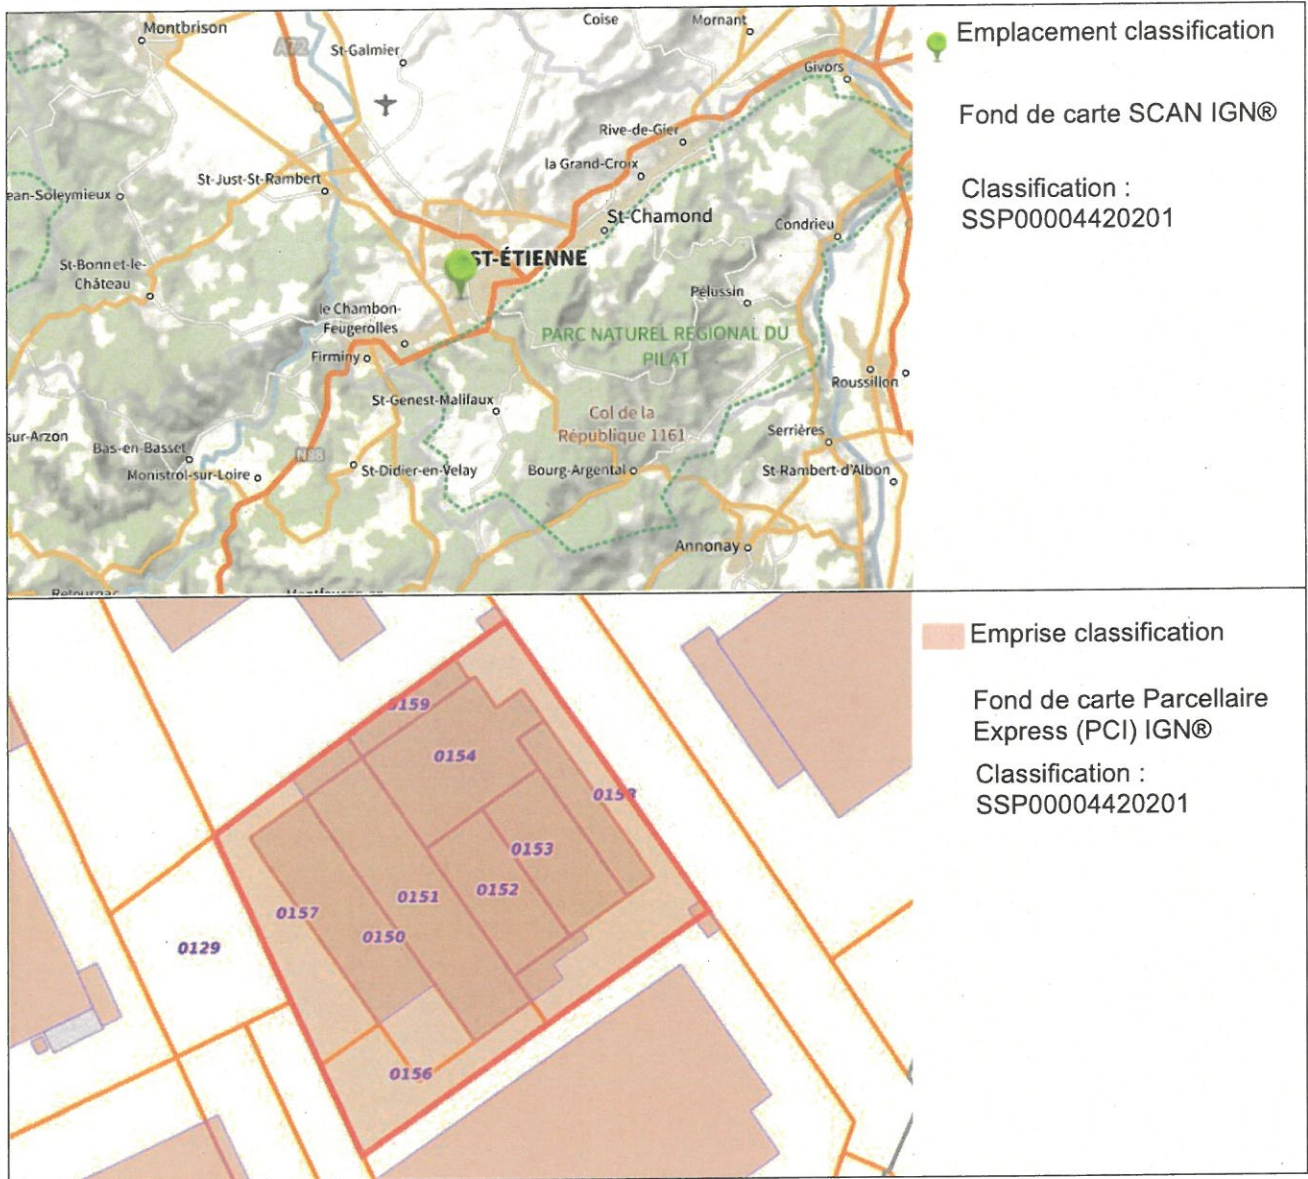 Montbrison
A72
St-Galmier
Coise
Mornant
Givors
Rive-de-Gier
la Grand-Croix
St-Just-St-Rambert
ean-Soleymieux
St-Chamond
Condrieu
ST-ÉTIENNE
St-Bonnet-le-
Château
Pélussin
le Chambon-
Feugerolles
PARC NATUREL RÉGIONAL DU
PILAT
Firminy
Roussillon
St-Genest-Malifaux
Col de la
République 1161
sur-Arzon
Bas-en-Basset
Serrières
N88
Monistrol-sur-Loire
St-Didier-en-Velay
Bourg-Argental
St-Rambert-d'Albon
Annonay
Emplacement classification
Fond de carte SCAN IGN®
Classification :
SSP00004420201
0159
0154
0153
0151
0152
0157
0150
0129
0156
Emprise classification
Fond de carte Parcellaire
Express (PCI) IGN®
Classification :
SSP00004420201